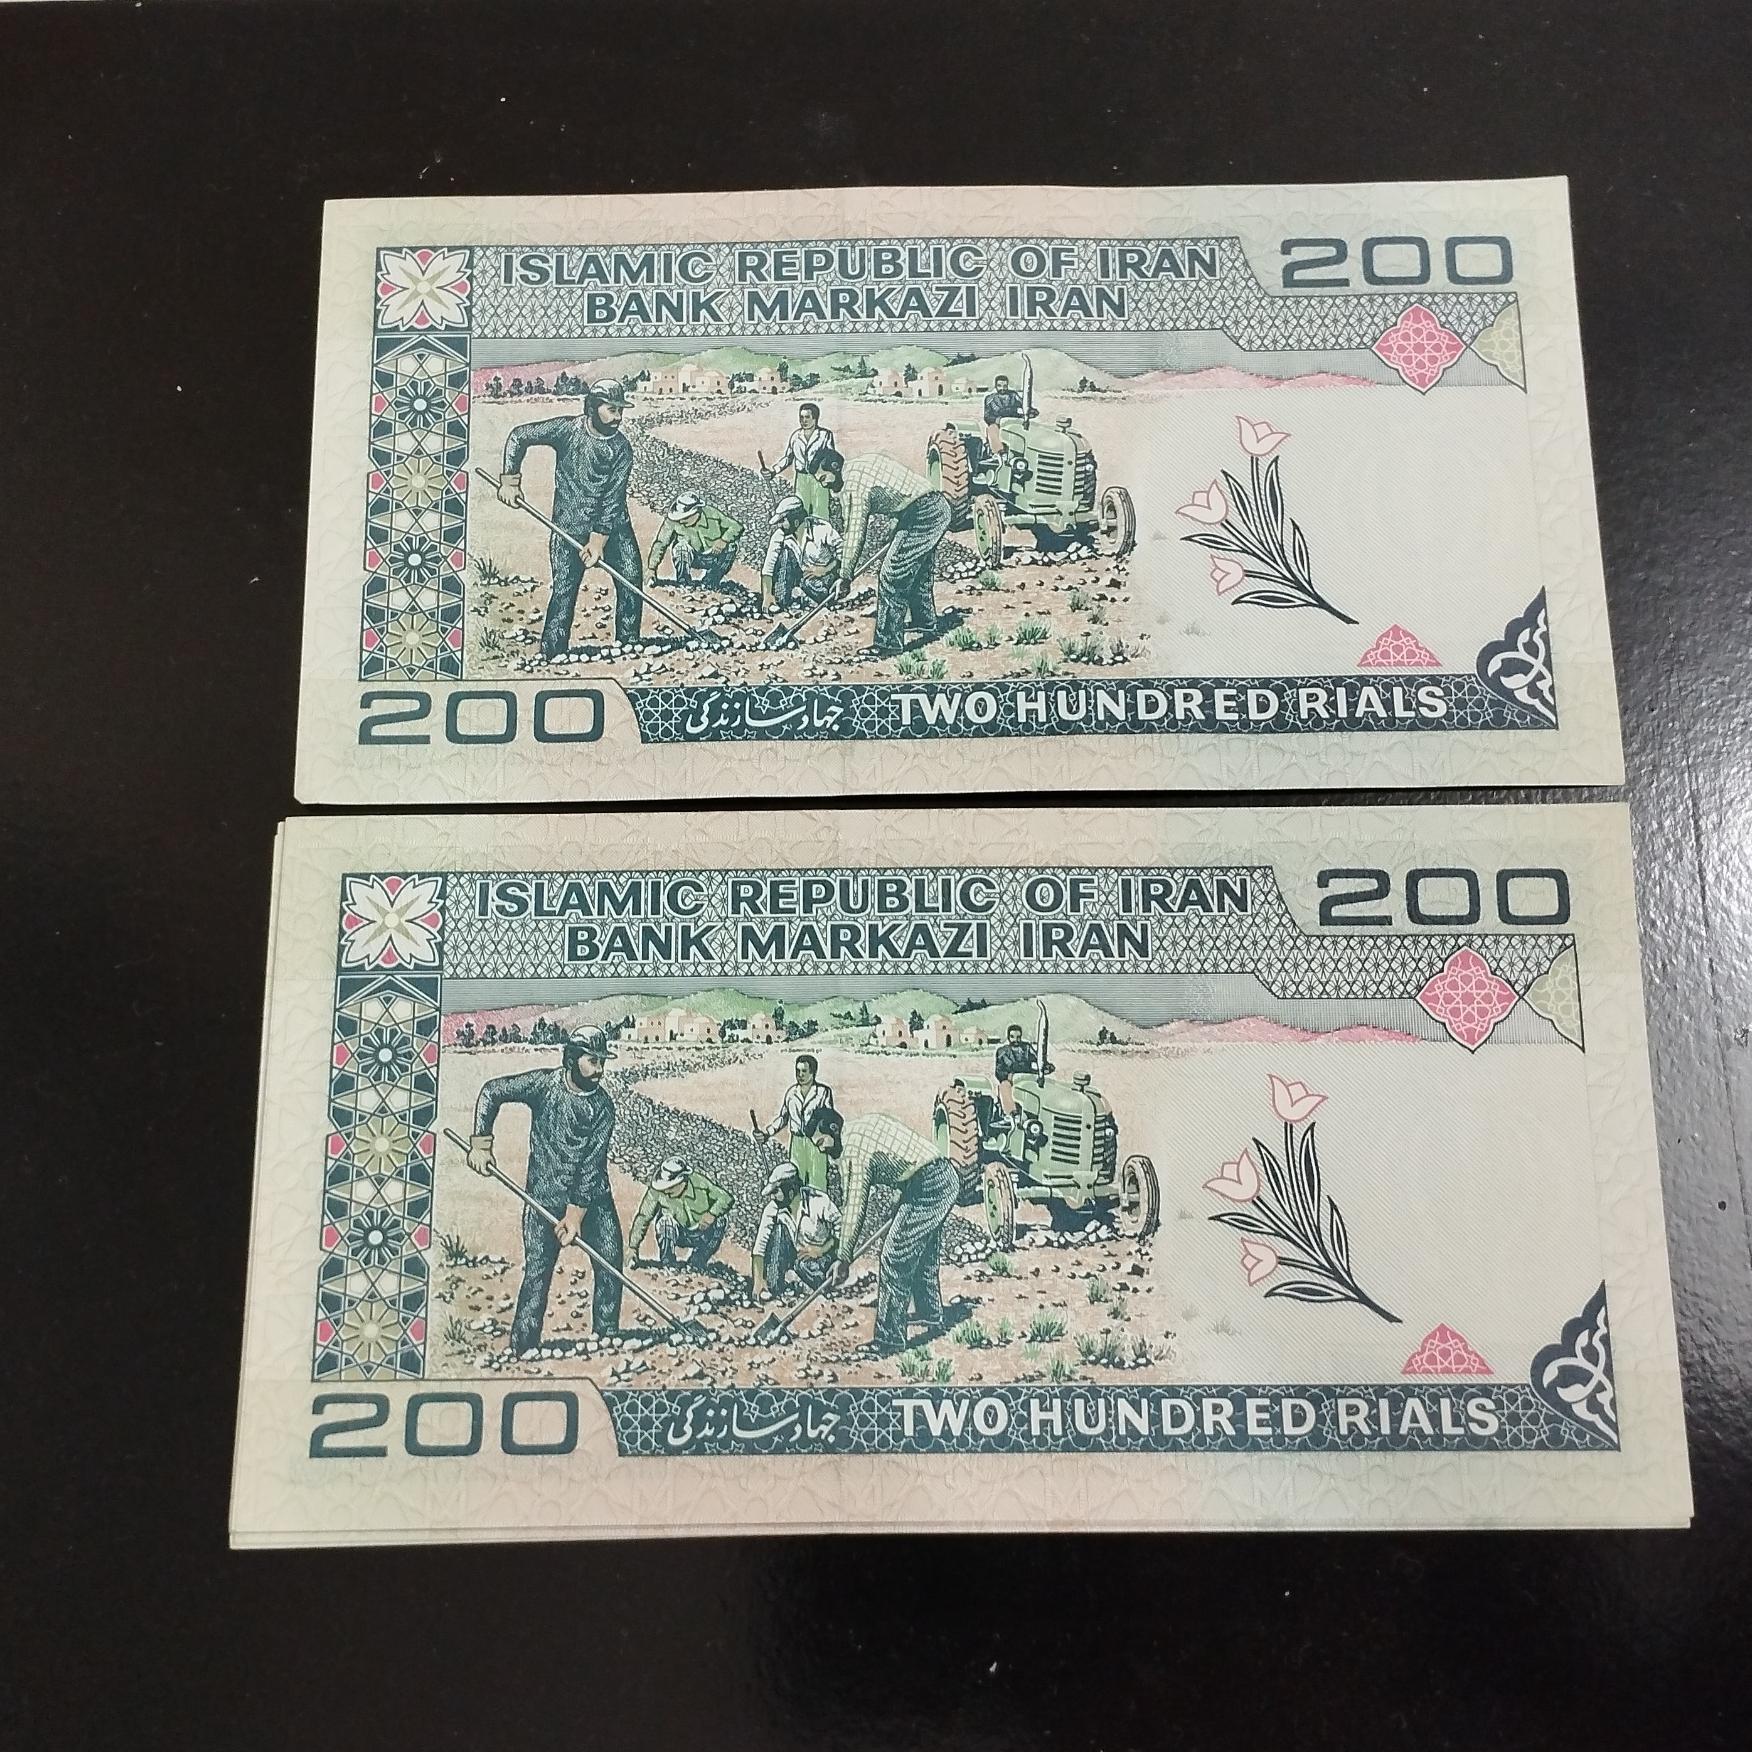 ISLAMIC REPUBLIC OF IRAN 200
BANK MARKAZI IRAN
200 جهاد سازندگی TWO HUNDRED RIALS
ISLAMIC REPUBLIC OF IRAN 200
BANK MARKAZI IRAN
200 جهاد سازندگی TWO HUNDRED RIALS